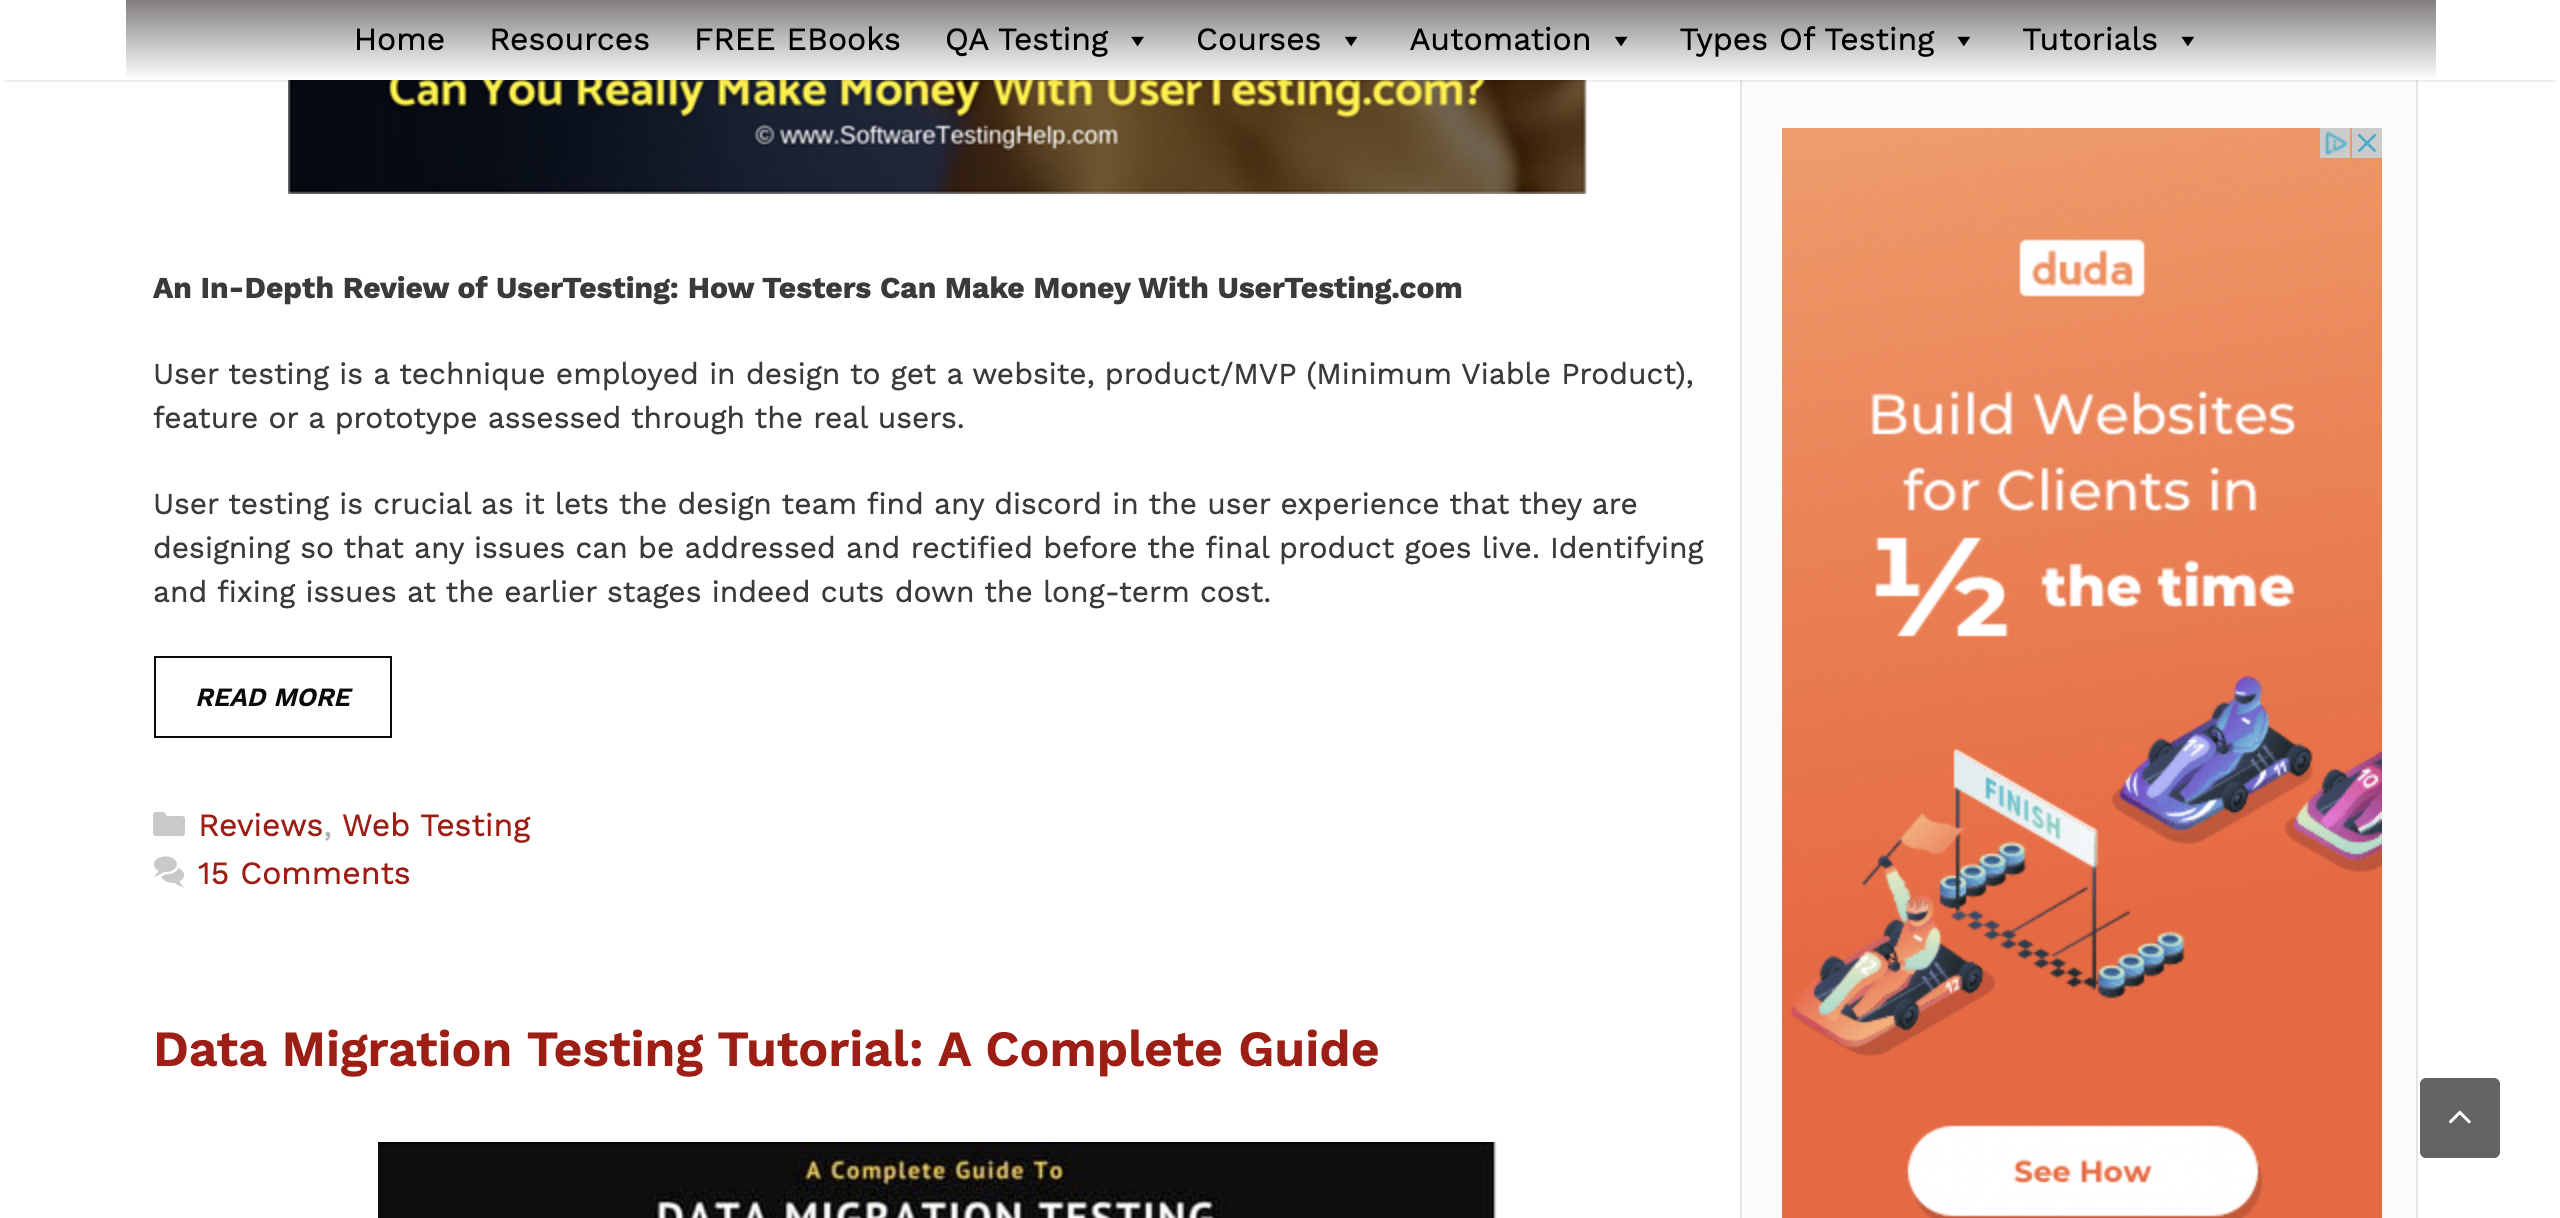 Home Resources FREE EBooks QA Testing Courses Automation Types Of Testing Tutorials
Can You Really Make Money With UserTesting.com?
© www.SoftwareTestingHelp.com
An In-Depth Review of UserTesting: How Testers Can Make Money With UserTesting.com
User testing is a technique employed in design to get a website, product/MVP (Minimum Viable Product),
feature or a prototype assessed through the real users.
User testing is crucial as it lets the design team find any discord in the user experience that they are
designing so that any issues can be addressed and rectified before the final product goes live. Identifying
and fixing issues at the earlier stages indeed cuts down the long-term cost.
READ MORE
Reviews, Web Testing
15 Comments
Data Migration Testing Tutorial: A Complete Guide
A Complete Guide To
DATA MIGRATION TESTING
duda
Build Websites
for Clients in
½ the time
11
11
10
FINISH
12
12
See How